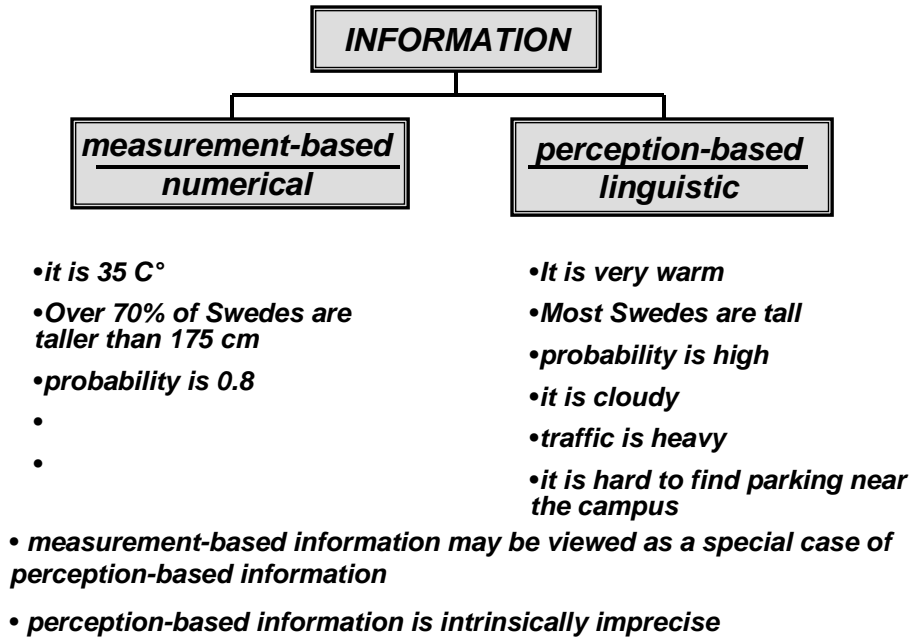 INFORMATION
measurement-based
numerical
perception-based
linguistic
•it is 35 C°
•Over 70% of Swedes are
taller than 175 cm
•probability is 0.8
•
•
•It is very warm
•Most Swedes are tall
•probability is high
•it is cloudy
•traffic is heavy
•it is hard to find parking near
the campus
• measurement-based information may be viewed as a special case of
perception-based information
• perception-based information is intrinsically imprecise